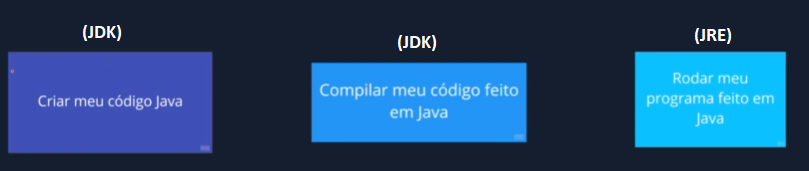 (JDK)
Criar meu código Java
(JDK)
Compilar meu código feito
em Java
(JRE)
Rodar meu
programa feito em
Java